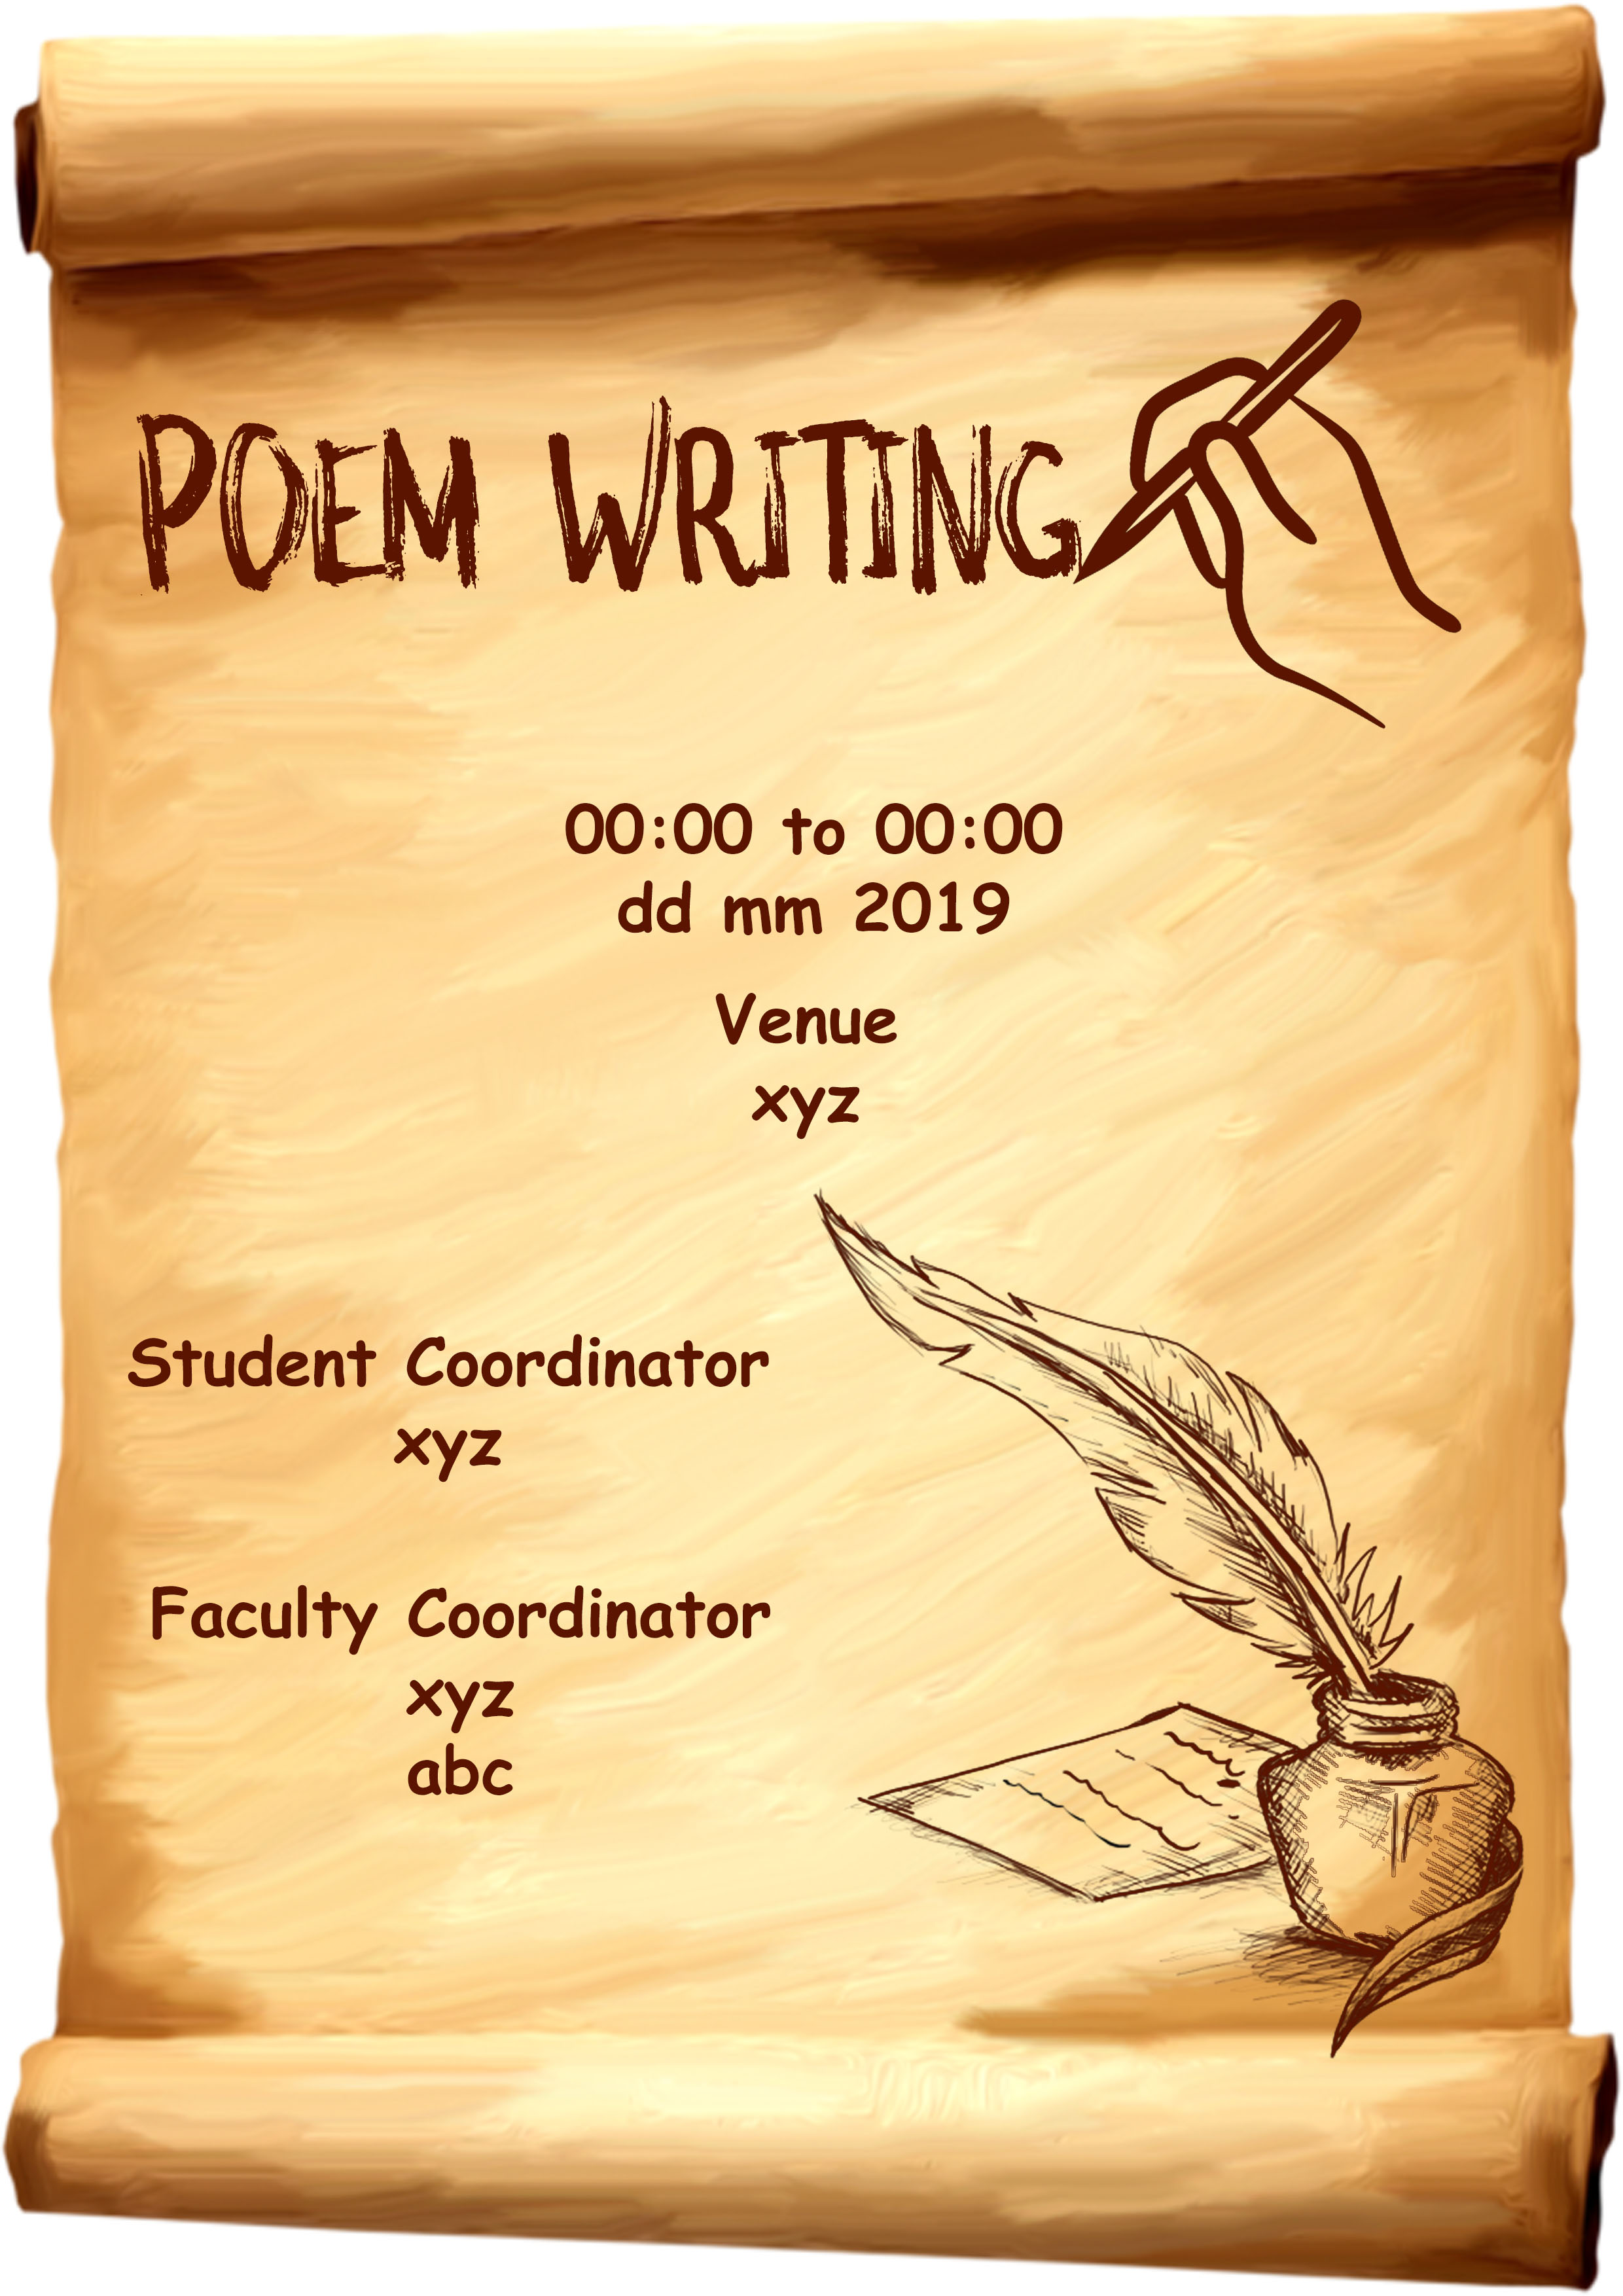 POEM WRITING
00:00 to 00:00
dd mm 2019
Venue
xyz
Student Coordinator
xyz
Faculty Coordinator
xyz
abc